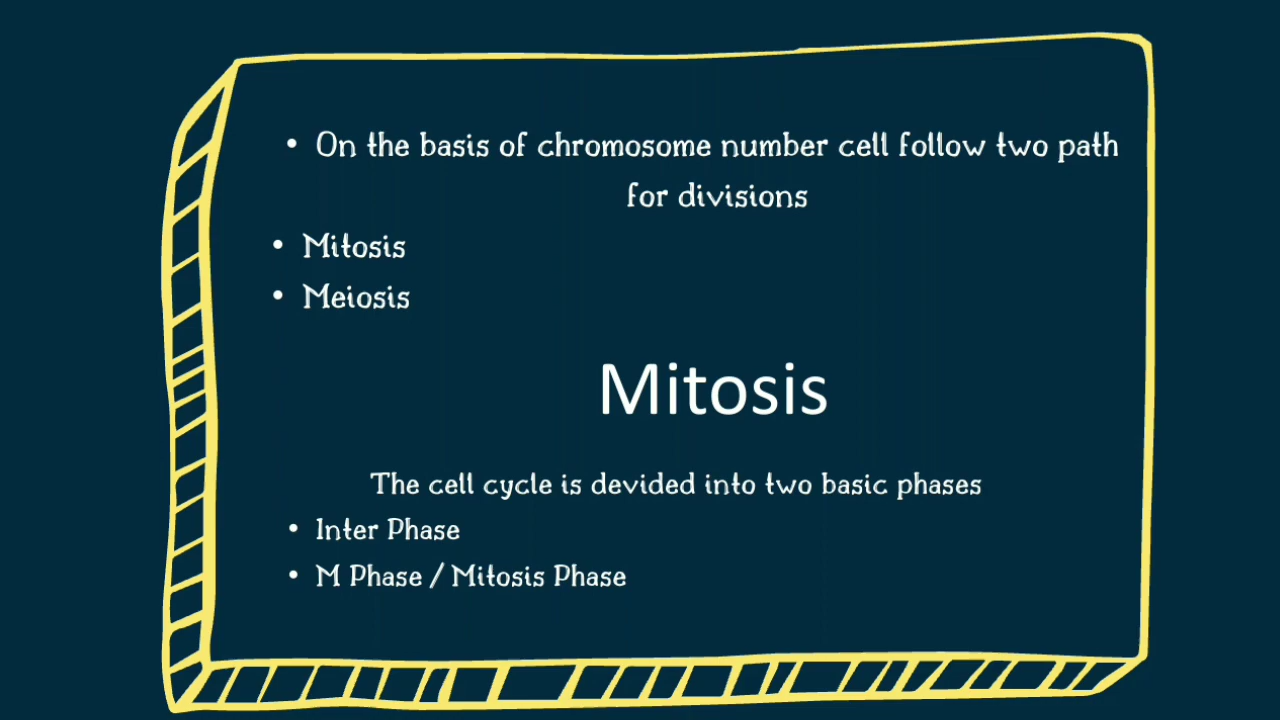 • On the basis of chromosome number cell follow two path
for divisions
• Mitosis
• Meiosis
Mitosis
The cell cycle is devided into two basic phases
• Inter Phase
• M Phase / Mitosis Phase